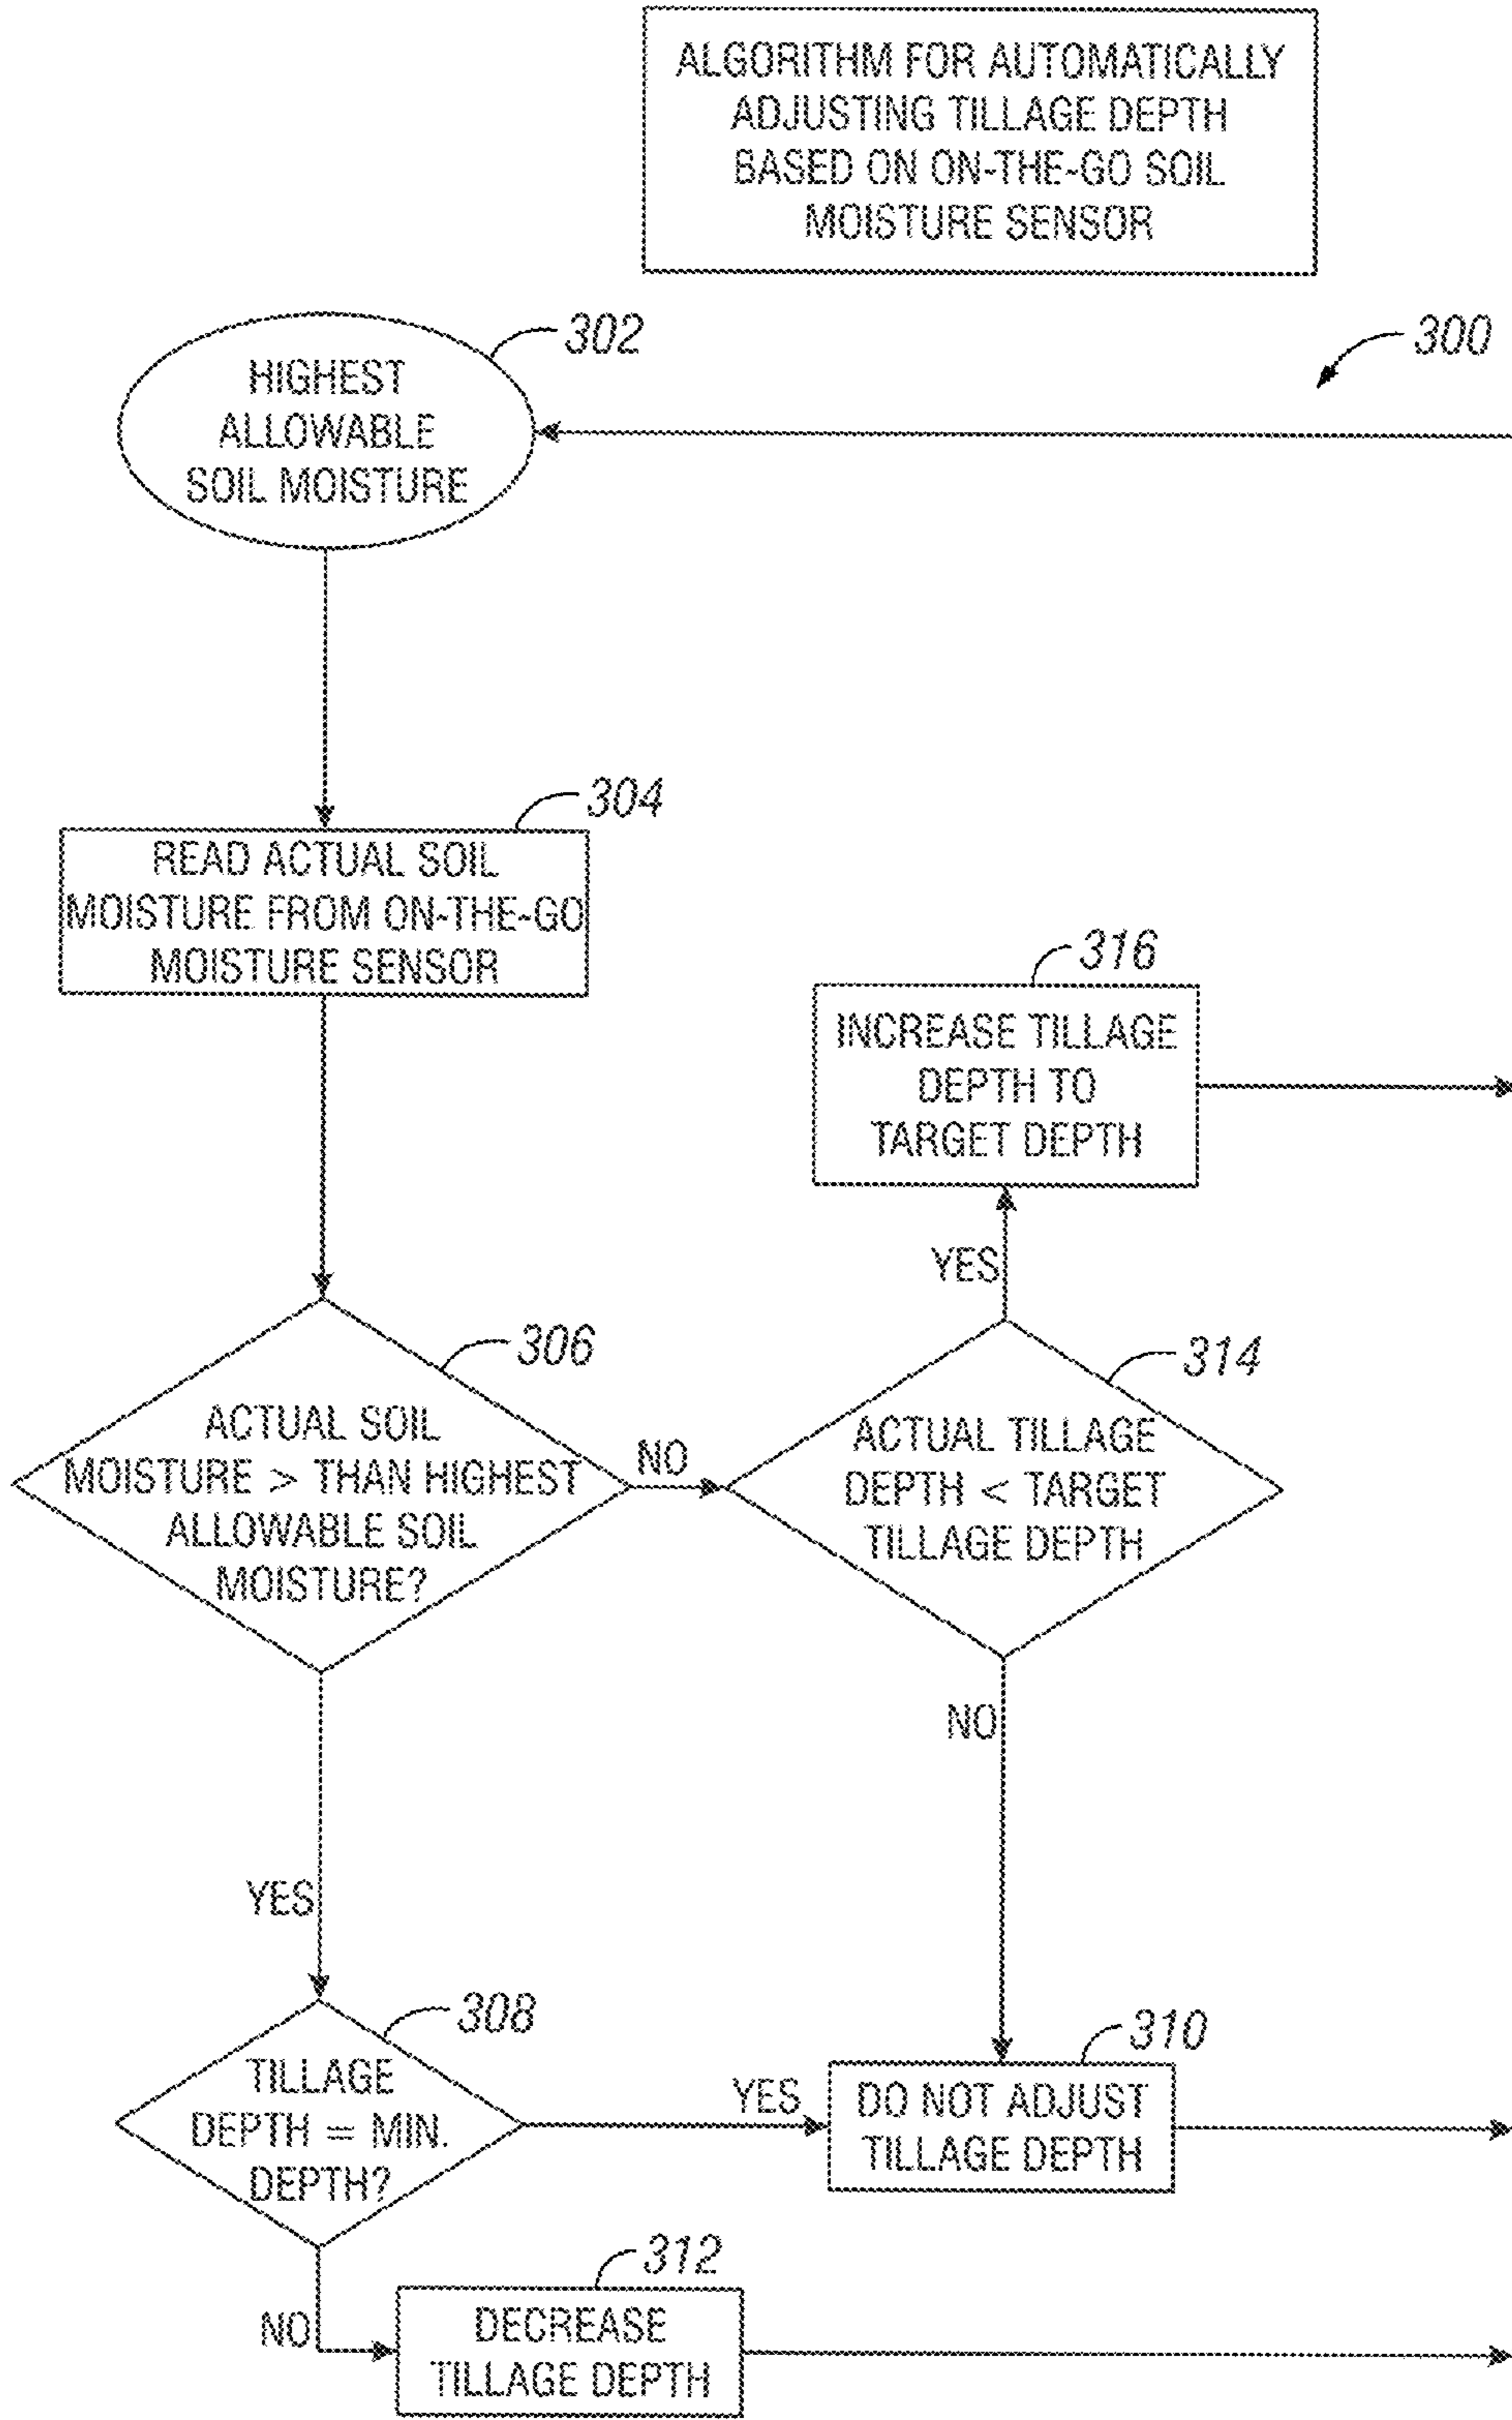 ALGORITHM FOR AUTOMATICALLY
ADJUSTING TILLAGE DEPTH
BASED ON ON-THE-GO SOIL
MOISTURE SENSOR
300
302
HIGHEST
ALLOWABLE
SOIL MOISTURE
304
READ ACTUAL SOIL
MOISTURE FROM ON-THE-GO
MOISTURE SENSOR
316
INCREASE TILLAGE
DEPTH TO
TARGET DEPTH
YES
306
ACTUAL SOIL
MOISTURE > THAN HIGHEST
ALLOWABLE SOIL
MOISTURE?
NO
314
ACTUAL TILLAGE
DEPTH < TARGET
TILLAGE DEPTH
NO
YES
308
TILLAGE
DEPTH = MIN.
DEPTH?
YES
310
DO NOT ADJUST
TILLAGE DEPTH
NO
312
DECREASE
TILLAGE DEPTH